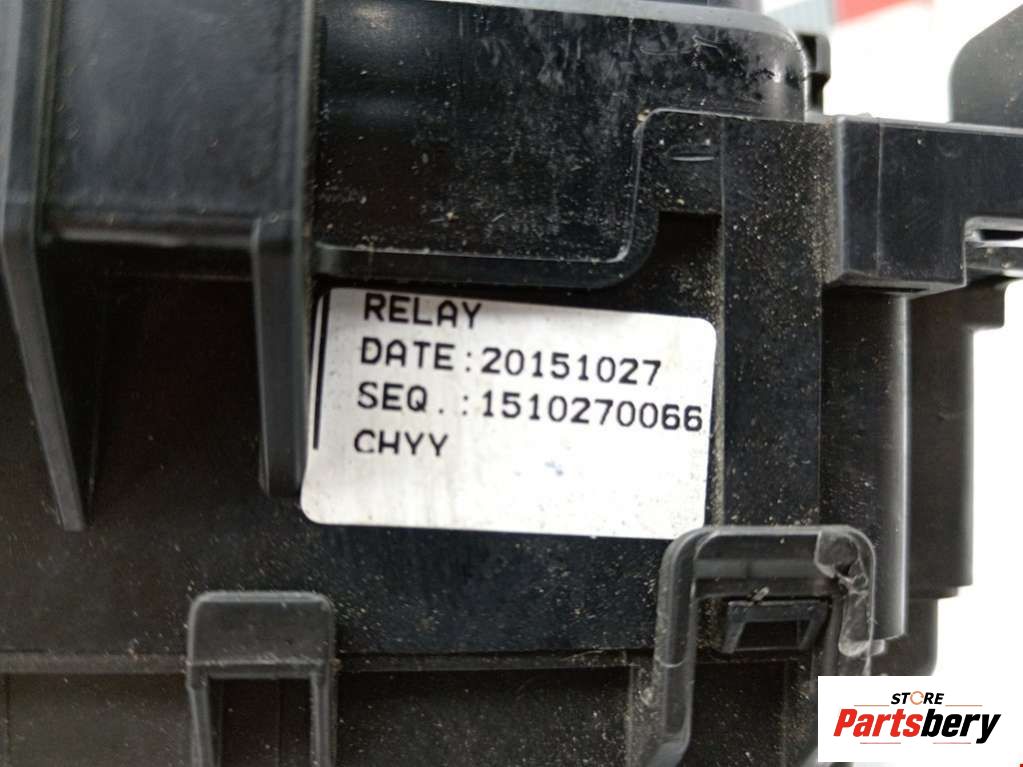 RELAY
DATE:20151027
SEQ.:1510270066
CHYY
STORE
Partsbery